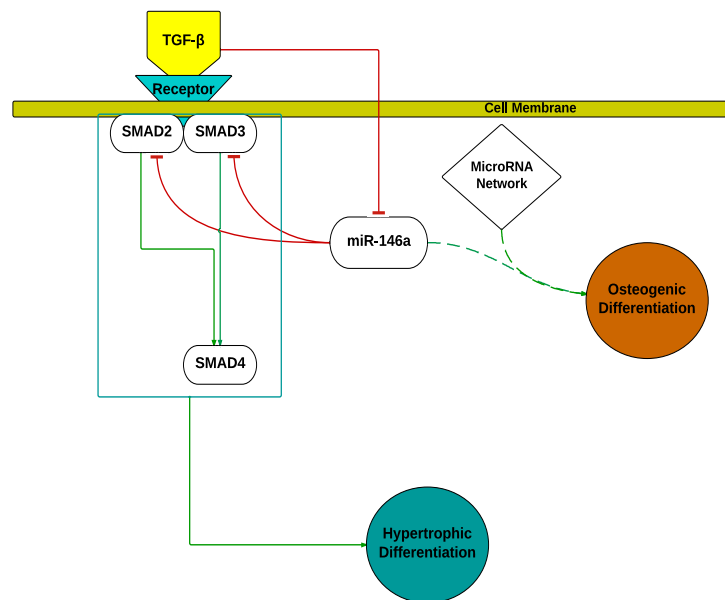 TGF-β
Receptor
Cell Membrane
SMAD2
SMAD3
MicroRNA
Network
miR-146a
Osteogenic
Differentiation
SMAD4
Hypertrophic
Differentiation